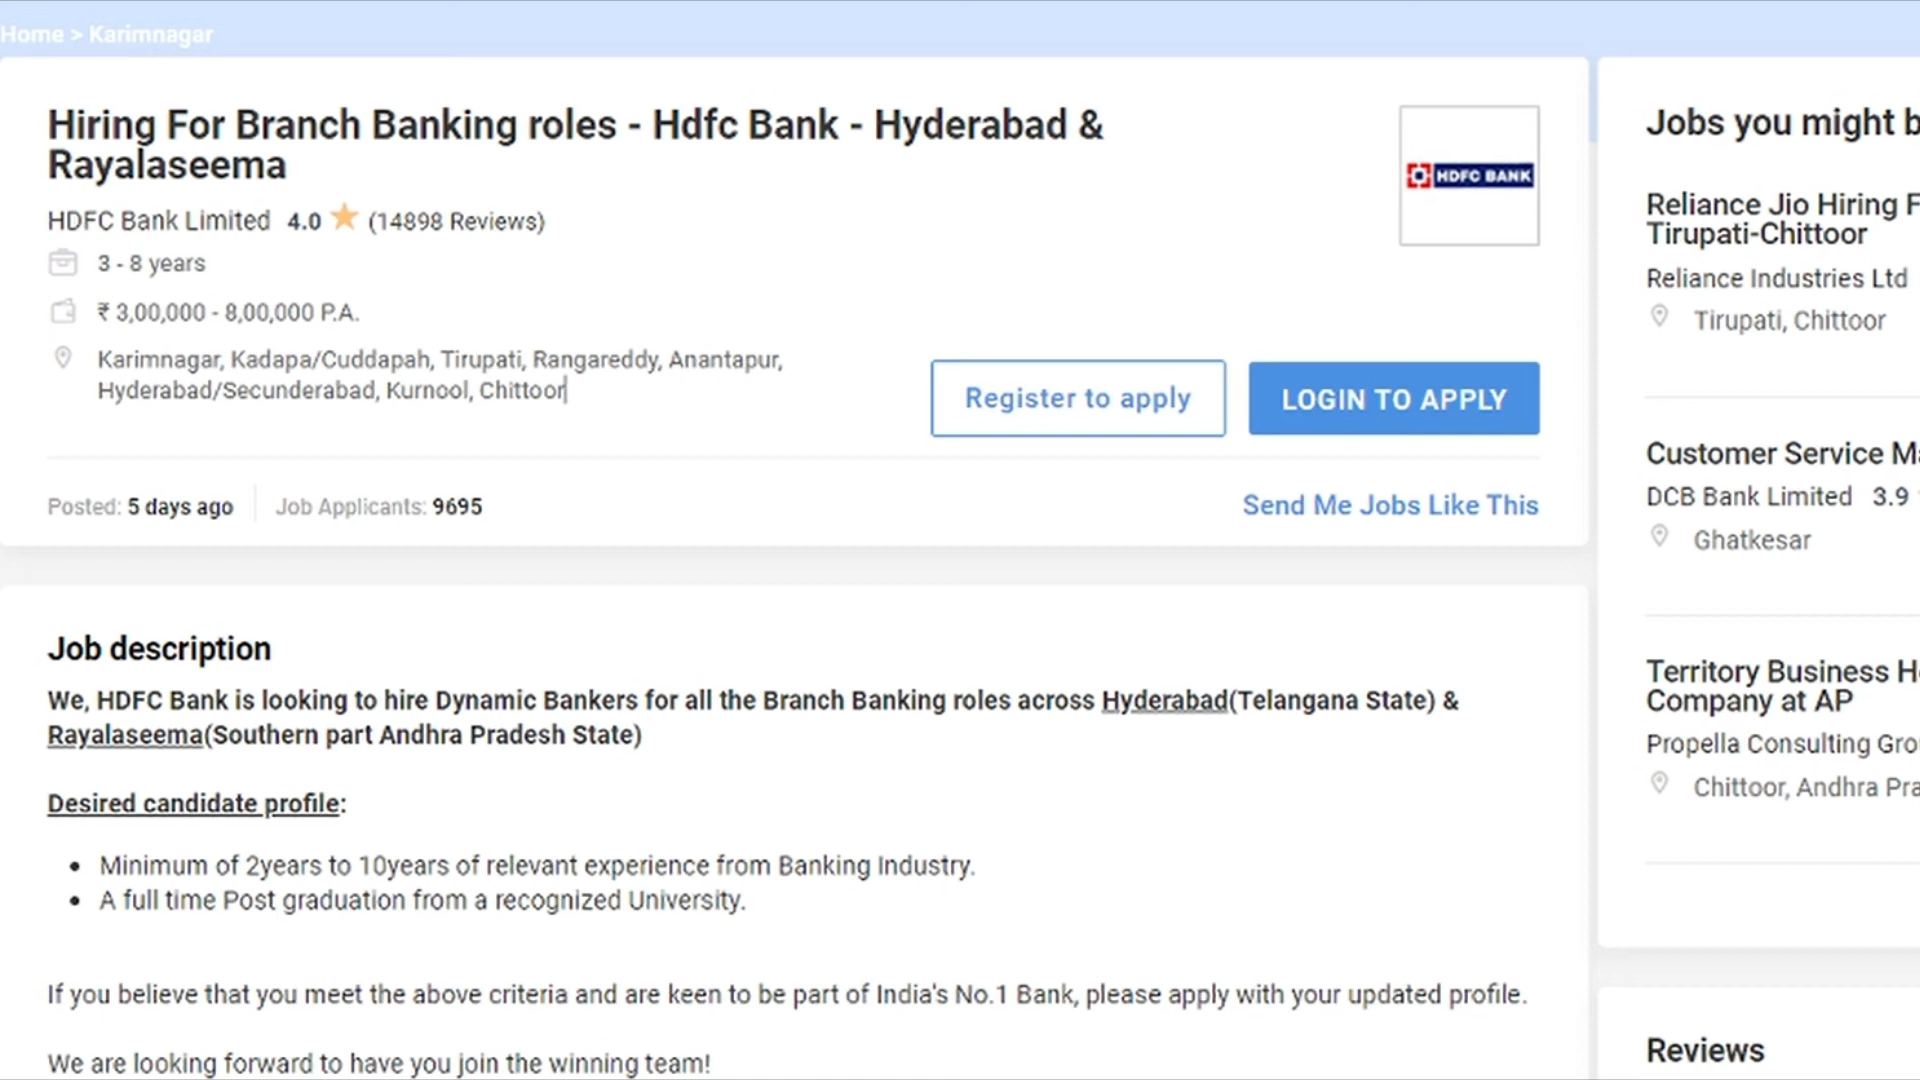 Home > Karimnagar
Hiring For Branch Banking roles - Hdfc Bank - Hyderabad &
Rayalaseema
HDFC Bank Limited 4.0 ★ (14898 Reviews)
3 - 8 years
₹ 3,00,000 - 8,00,000 P.A.
Karimnagar, Kadapa/Cuddapah, Tirupati, Rangareddy, Anantapur,
Hyderabad/Secunderabad, Kurnool, Chittoor
HDFC BANK
Register to apply
LOGIN TO APPLY
Posted: 5 days ago
Job Applicants: 9695
Send Me Jobs Like This
Job description
We, HDFC Bank is looking to hire Dynamic Bankers for all the Branch Banking roles across Hyderabad(Telangana State) &
Rayalaseema(Southern part Andhra Pradesh State)
Desired candidate profile:
• Minimum of 2years to 10years of relevant experience from Banking Industry.
• A full time Post graduation from a recognized University.
If you believe that you meet the above criteria and are keen to be part of India's No.1 Bank, please apply with your updated profile.
We are looking forward to have you join the winning team!
Jobs you might b
Reliance Jio Hiring F
Tirupati-Chittoor
Reliance Industries Ltd
Tirupati, Chittoor
Customer Service Ma
DCB Bank Limited 3.9
Ghatkesar
Territory Business He
Company at AP
Propella Consulting Gro
Chittoor, Andhra Pra
Reviews